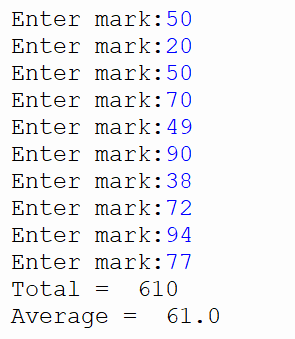 Enter mark:50
Enter mark:20
Enter mark:50
Enter mark:70
Enter mark:49
Enter mark:90
Enter mark:38
Enter mark:72
Enter mark:94
Enter mark:77
Total =  610
Average =  61.0